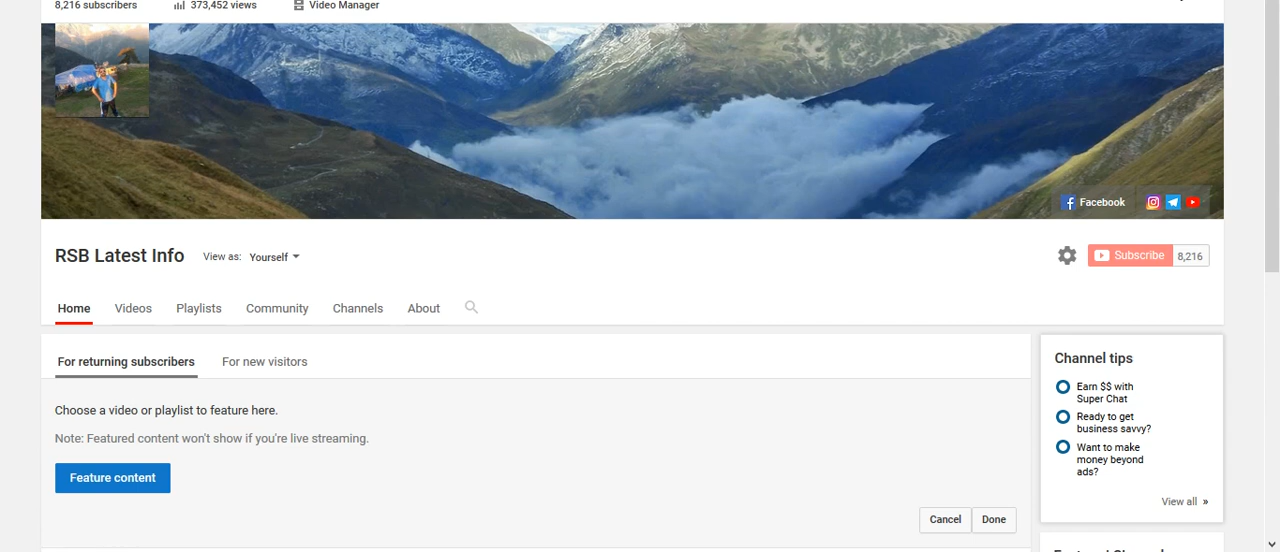 8,216 subscribers 373,452 views Video Manager
Facebook
RSB Latest Info View as: Yourself Subscribe 8,216
Home Videos Playlists Community Channels About
For returning subscribers For new visitors
Choose a video or playlist to feature here.
Note: Featured content won't show if you're live streaming.
Feature content
Cancel Done
Channel tips
Earn $$ with
Super Chat
Ready to get
business savvy?
Want to make
money beyond
ads?
View all »